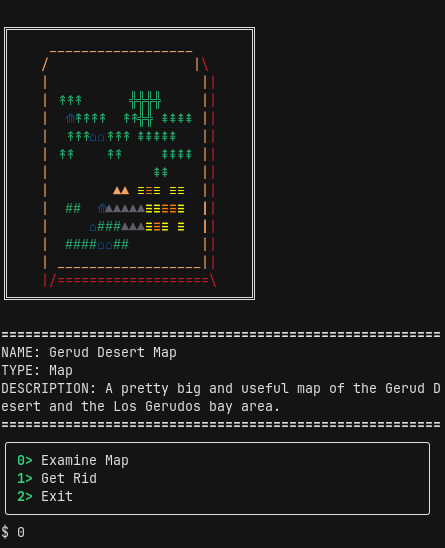 NAME: Gerud Desert Map
TYPE: Map
DESCRIPTION: A pretty big and useful map of the Gerud D
esert and the Los Gerudos bay area.
0> Examine Map
1> Get Rid
2> Exit
$ 0